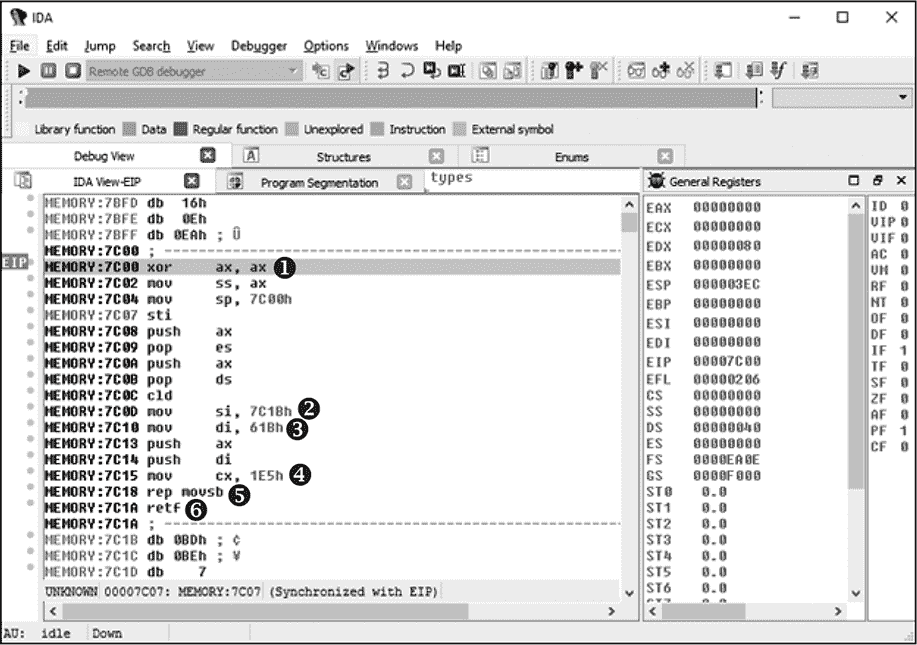 IDA
File Edit Jump Search View Debugger Options Windows Help
Remote GDB debugger
Library function Data Regular function Unexplored Instruction External symbol
Debug View Structures Enums
IDA View-EIP Program Segmentation types General Registers
MEMORY:7BFD db 16h
MEMORY:7BFE db 0Eh
MEMORY:7BFF db 0EAh ; Û
MEMORY:7C00 ; ---------------------------------------------------------------
EIP MEMORY:7C00 xor ax, ax ❶
MEMORY:7C02 mov ss, ax
MEMORY:7C04 mov sp, 7C00h
MEMORY:7C07 sti
MEMORY:7C08 push ax
MEMORY:7C09 pop es
MEMORY:7C0A push ax
MEMORY:7C0B pop ds
MEMORY:7C0C cld
MEMORY:7C0D mov si, 7C1Bh ❷
MEMORY:7C10 mov di, 61Bh ❸
MEMORY:7C13 push ax
MEMORY:7C14 push di
MEMORY:7C15 mov cx, 1E5h ❹
MEMORY:7C18 rep movsb ❺
MEMORY:7C1A retf ❻
MEMORY:7C1A ; ---------------------------------------------------------------
MEMORY:7C1B db 0BDh ; ¢
MEMORY:7C1C db 0BEh ; ¥
MEMORY:7C1D db 7
UNKNOWN 00007C07: MEMORY:7C07 (Synchronized with EIP)
EAX 00000000
ECX 00000000
EDX 00000080
EBX 00000000
ESP 000003EC
EBP 00000000
ESI 00000000
EDI 00000000
EIP 00007C00
EFL 00000206
CS 00000000
SS 00000000
DS 00000040
ES 00000000
FS 0000EA0E
GS 0000F000
ST0 0.0
ST1 0.0
ST2 0.0
ST3 0.0
ST4 0.0
ST5 0.0
ST6 0.0
ID 0
VIP 0
VIF 0
AC 0
VM 0
RF 0
NT 0
OF 0
DF 0
IF 1
TF 0
SF 0
ZF 0
AF 0
PF 1
CF 0
AU: idle Down